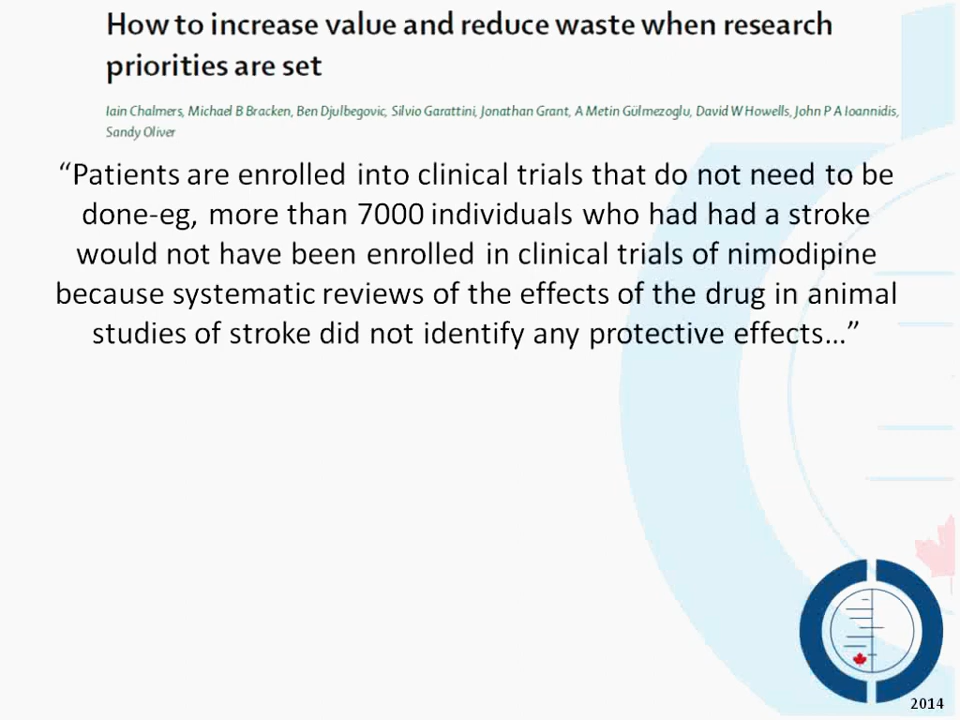 How to increase value and reduce waste when research
priorities are set
Iain Chalmers, Michael B Bracken, Ben Djulbegovic, Silvio Garattini, Jonathan Grant, A Metin Gülmezoglu, David W Howells, John P A Ioannidis,
Sandy Oliver
“Patients are enrolled into clinical trials that do not need to be
done-eg, more than 7000 individuals who had had a stroke
would not have been enrolled in clinical trials of nimodipine
because systematic reviews of the effects of the drug in animal
studies of stroke did not identify any protective effects…”
2014